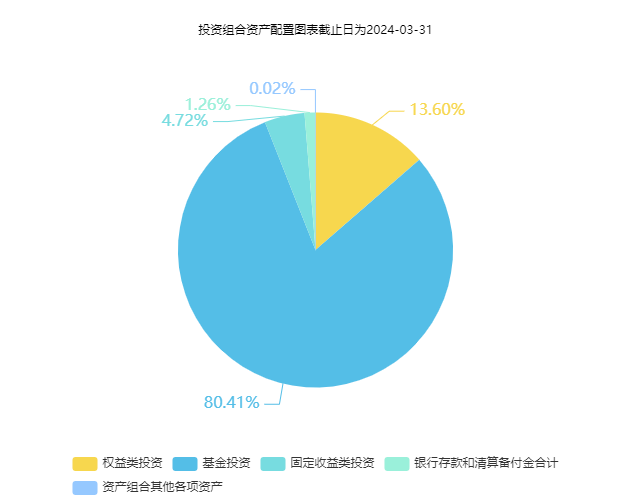 投资组合资产配置图表截止日为2024-03-31
0.02%
1.26%
13.60%
4.72%
80.41%
权益类投资 基金投资 固定收益类投资 银行存款和清算备付金合计
资产组合其他各项资产